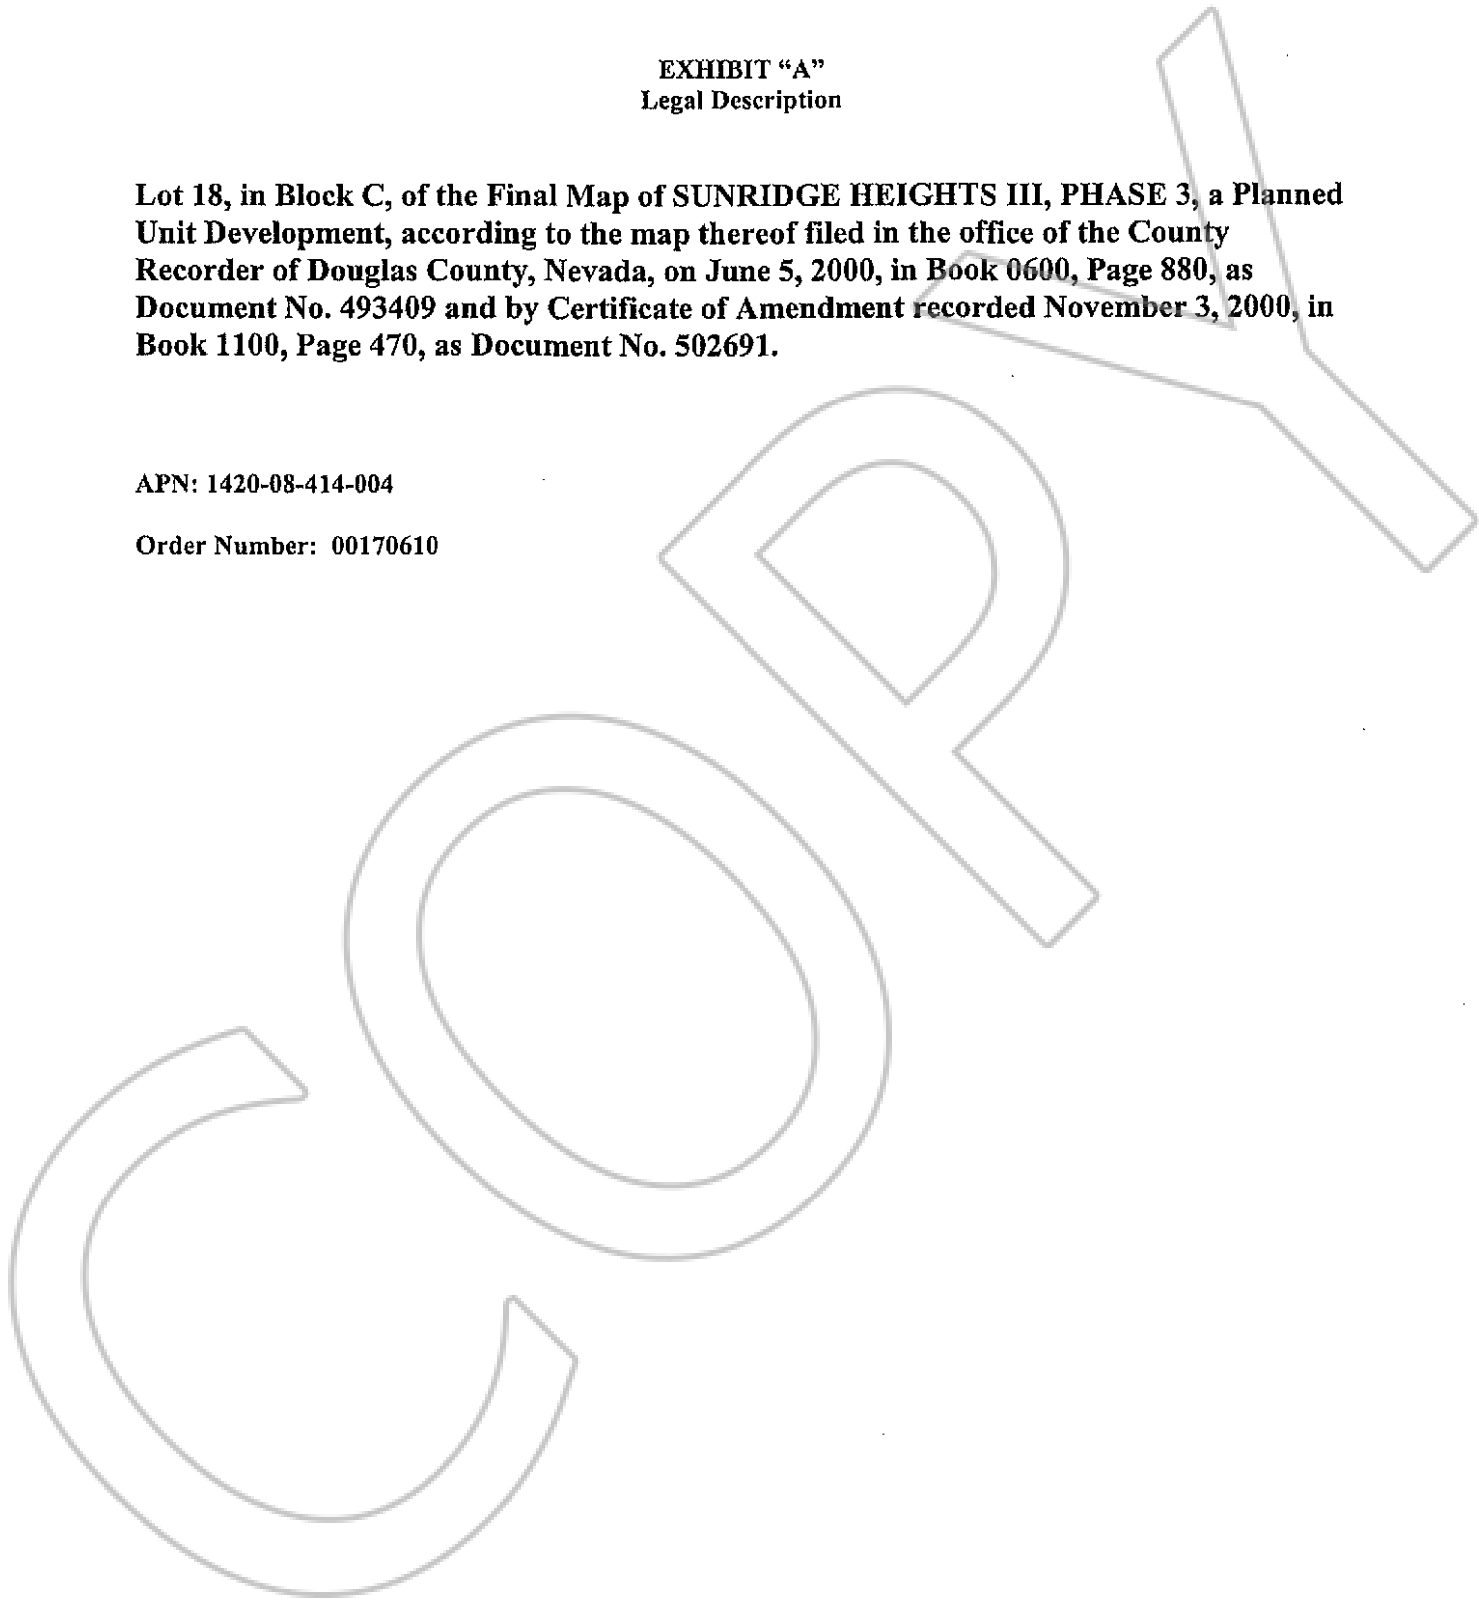 EXHIBIT “A”
Legal Description
Lot 18, in Block C, of the Final Map of SUNRIDGE HEIGHTS III, PHASE 3, a Planned
Unit Development, according to the map thereof filed in the office of the County
Recorder of Douglas County, Nevada, on June 5, 2000, in Book 0600, Page 880, as
Document No. 493409 and by Certificate of Amendment recorded November 3, 2000, in
Book 1100, Page 470, as Document No. 502691.
APN: 1420-08-414-004
Order Number: 00170610
COPY